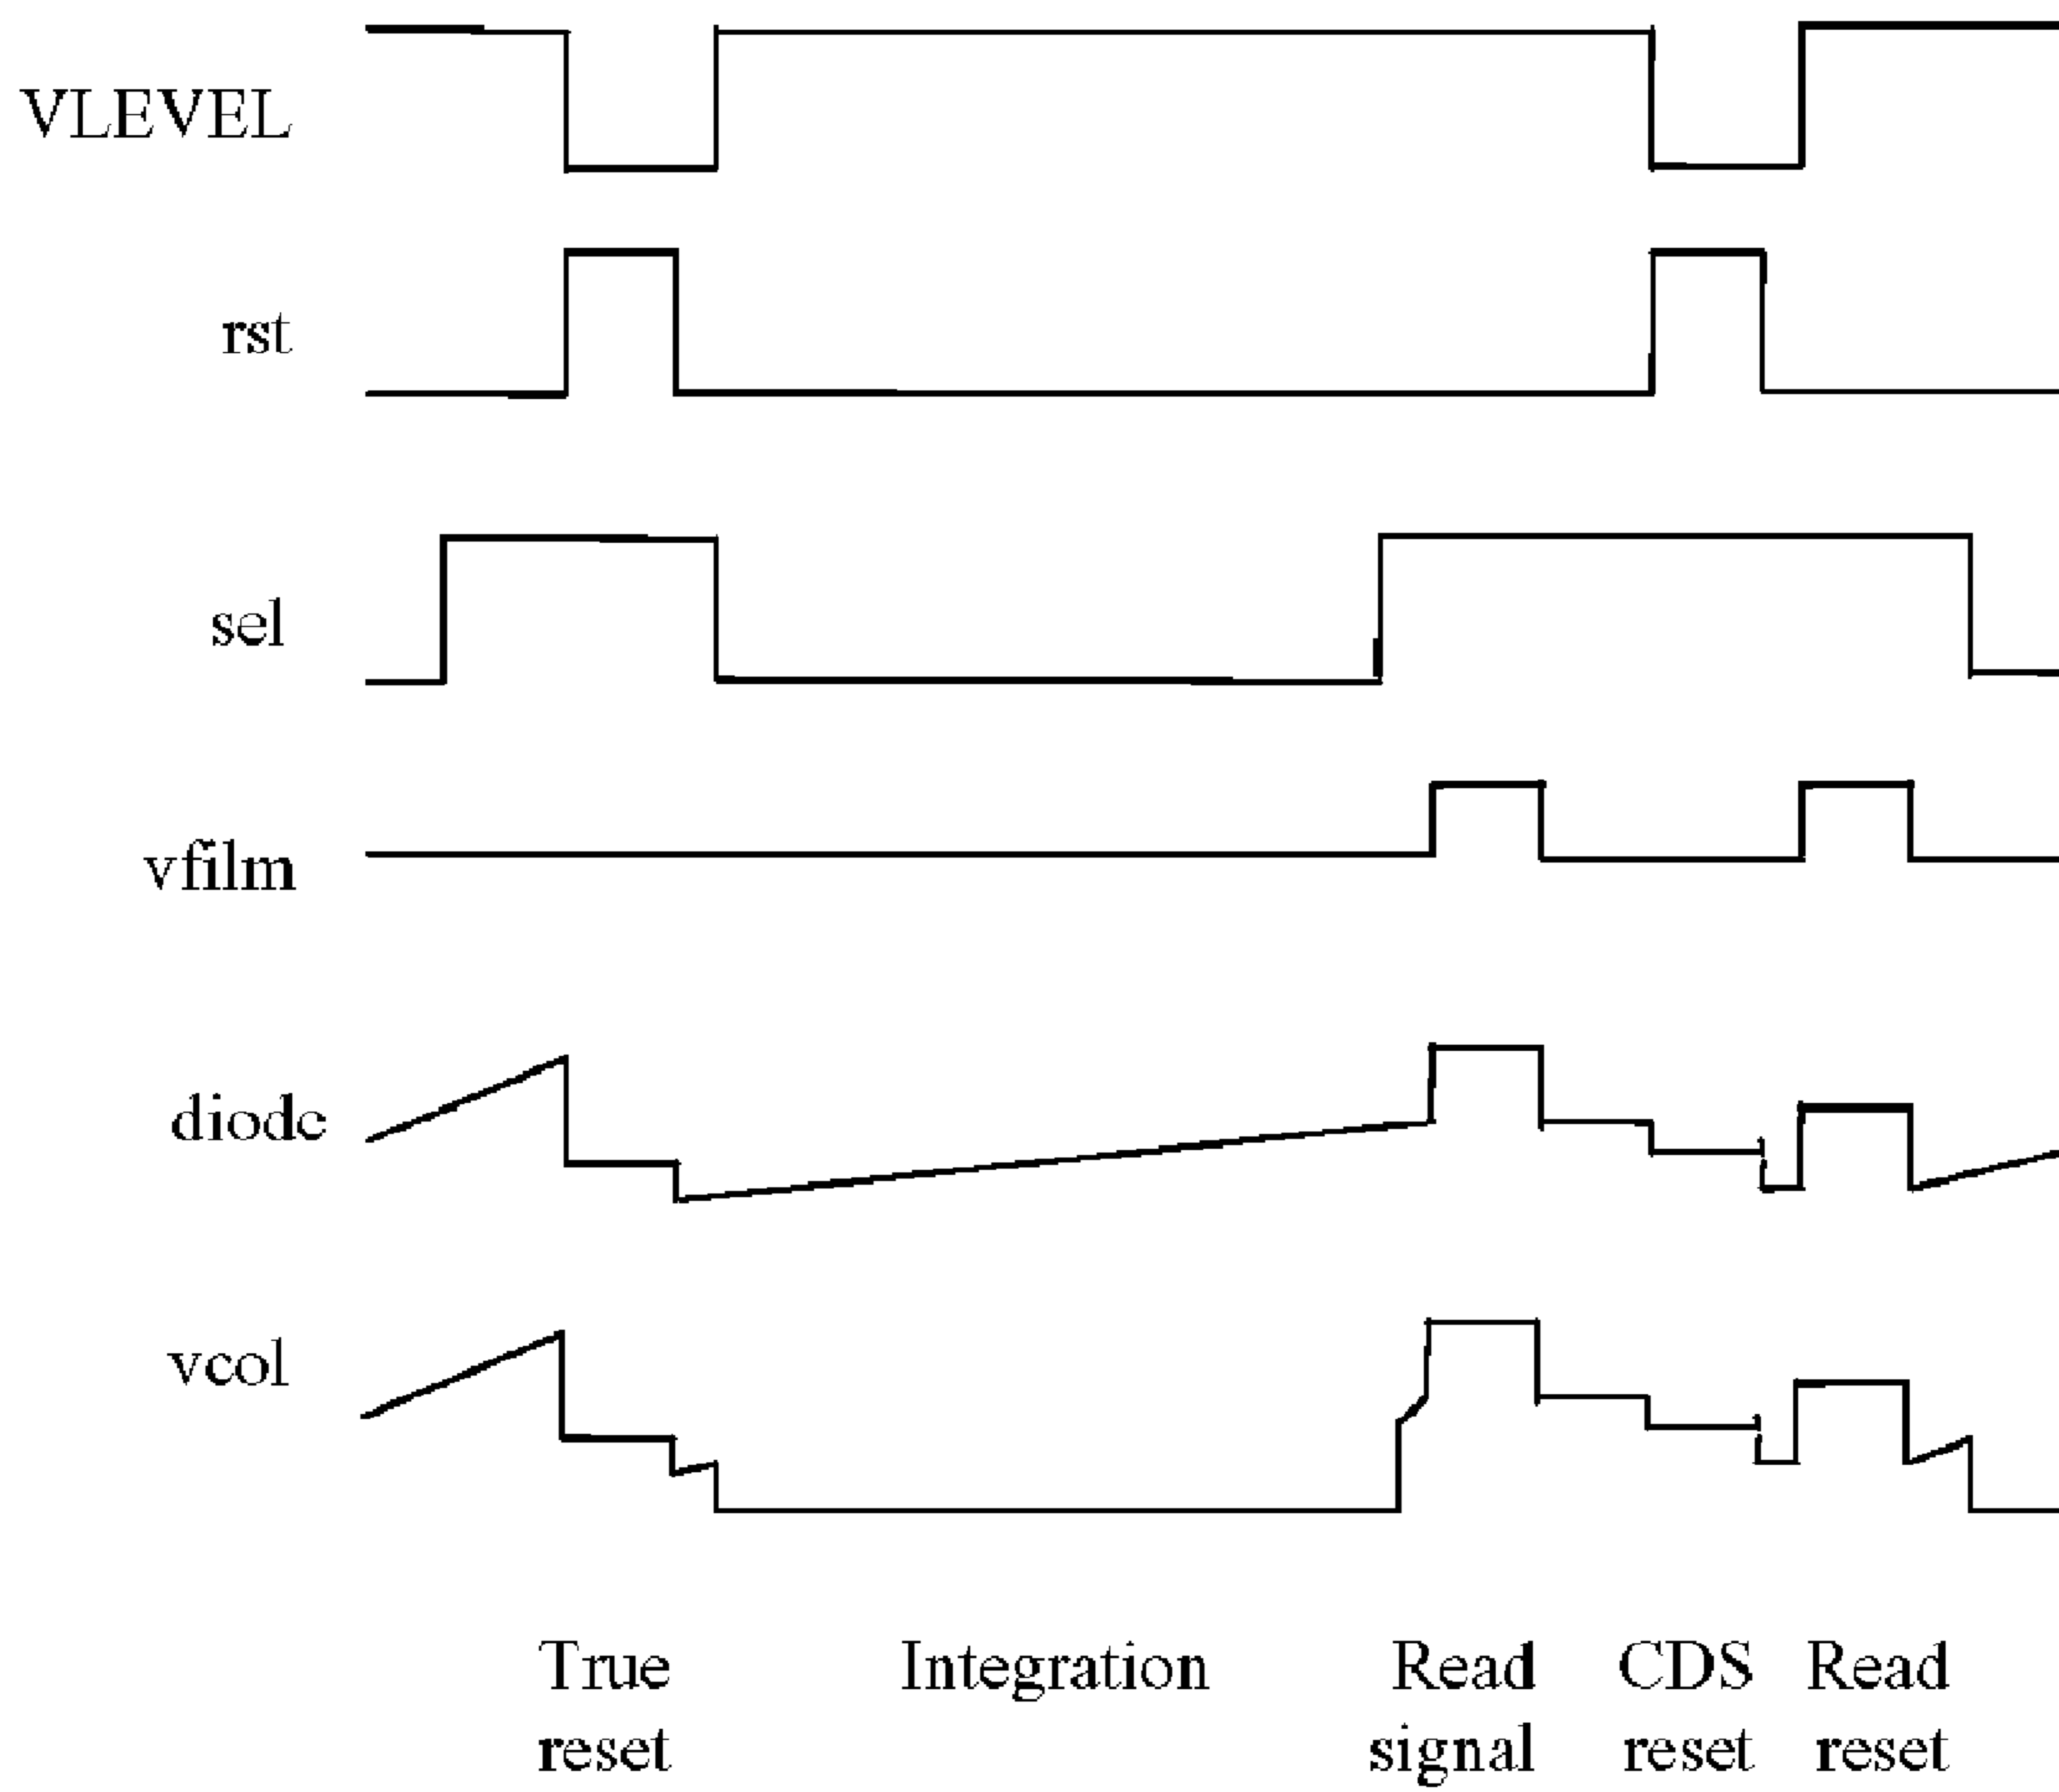 VLEVEL
rst
sel
vfilm
diode
vcol
True Integration Read CDS Read
reset signal reset reset